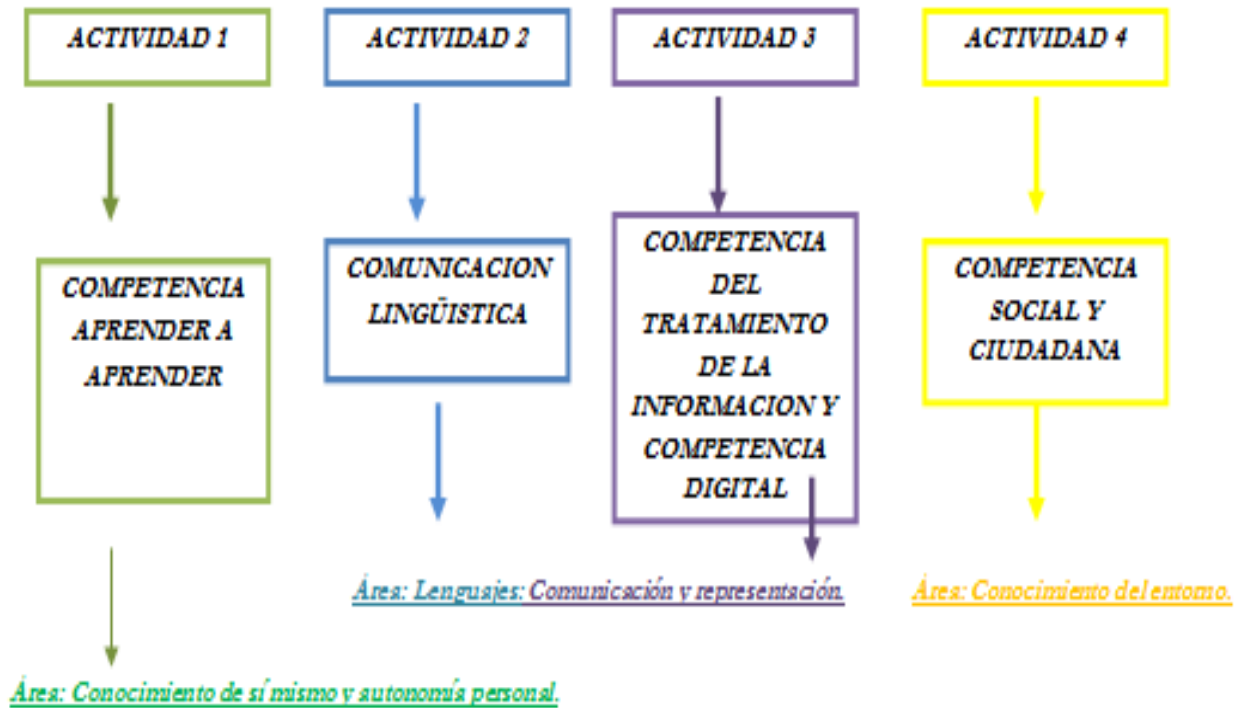 ACTIVIDAD 1
ACTIVIDAD 2
ACTIVIDAD 3
ACTIVIDAD 4
COMPETENCIA
APRENDER A
APRENDER
COMUNICACION
LINGÜISTICA
COMPETENCIA
DEL
TRATAMIENTO
DE LA
INFORMACION Y
COMPETENCIA
DIGITAL
COMPETENCIA
SOCIAL Y
CIUDADANA
Área: Lenguajes: Comunicación y representación.
Área: Conocimiento del entorno.
Área: Conocimiento de sí mismo y autonomía personal.